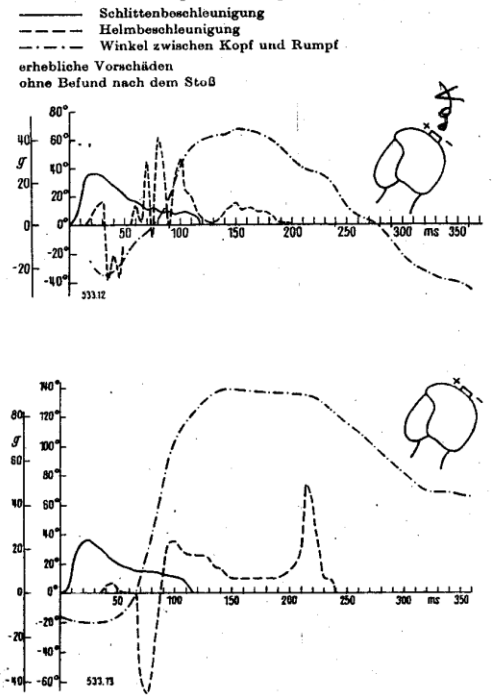 Schlittenbeschleunigung
Helmbeschleunigung
Winkel zwischen Kopf und Rumpf
erhebliche Vorschäden
ohne Befund nach dem Stoß
80°
60°
40 40°
g
20 20°
0 0°
50 100 150 200 250 300 ms 350
-20°
-20
-40°
533.12
+ -
140°
80 120°
g
100°
60
80°
40 60°
40°
20
20°
0 0°
50 100 150 200 250 300 ms 350
-20°
-20
-40 -60°
533.13
+ -